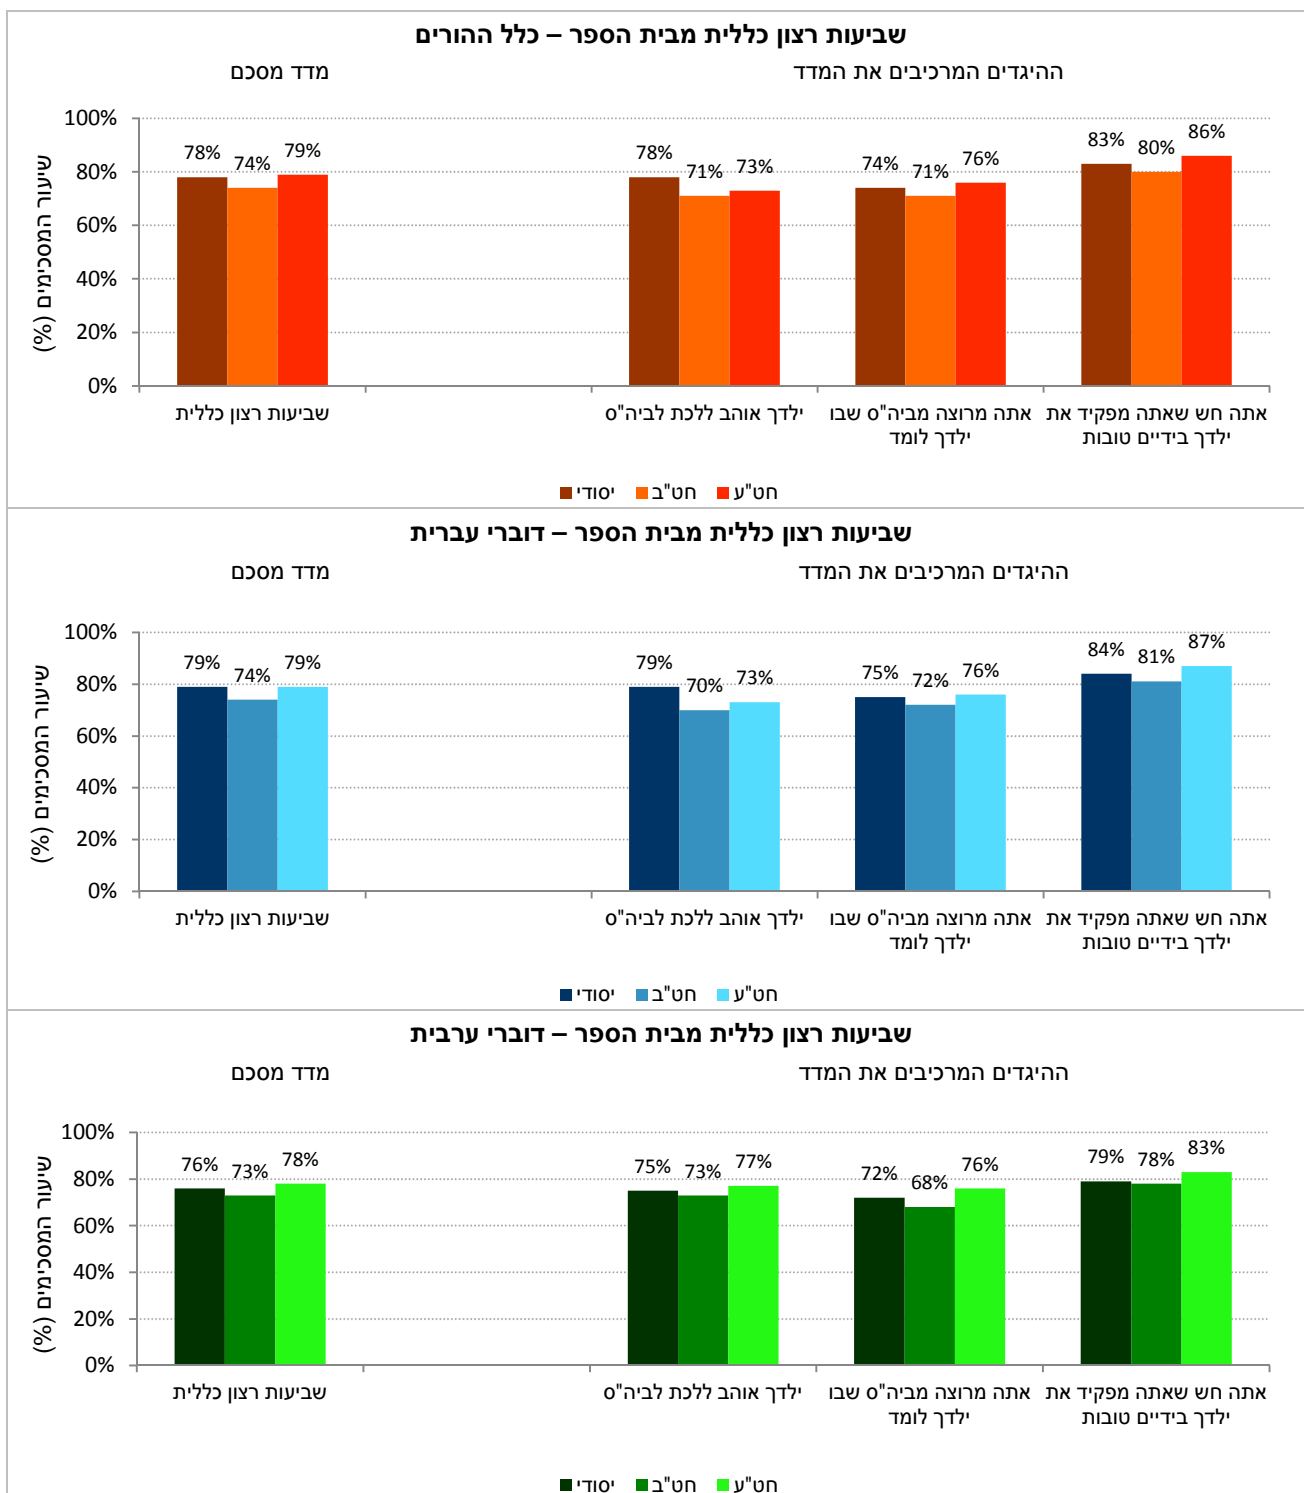 שביעות רצון כללית מבית הספר – כלל ההורים
מדד מסכם
ההיגדים המרכיבים את המדד
שיעור המסכימים (%)
100%
80%
60%
40%
20%
0%
78% 74% 79%
78% 71% 73%
74% 71% 76%
83% 80% 86%
שביעות רצון כללית
ילדך אוהב ללכת לביה"ס
אתה מרוצה מביה"ס שבו
ילדך לומד
אתה חש שאתה מפקיד את
ילדך בידיים טובות
יסודי
חט"ב
חט"ע
שביעות רצון כללית מבית הספר – דוברי עברית
מדד מסכם
ההיגדים המרכיבים את המדד
שיעור המסכימים (%)
100%
80%
60%
40%
20%
0%
79% 74% 79%
79% 70% 73%
75% 72% 76%
84% 81% 87%
שביעות רצון כללית
ילדך אוהב ללכת לביה"ס
אתה מרוצה מביה"ס שבו
ילדך לומד
אתה חש שאתה מפקיד את
ילדך בידיים טובות
יסודי
חט"ב
חט"ע
שביעות רצון כללית מבית הספר – דוברי ערבית
מדד מסכם
ההיגדים המרכיבים את המדד
שיעור המסכימים (%)
100%
80%
60%
40%
20%
0%
76% 73% 78%
75% 73% 77%
72% 68% 76%
79% 78% 83%
שביעות רצון כללית
ילדך אוהב ללכת לביה"ס
אתה מרוצה מביה"ס שבו
ילדך לומד
אתה חש שאתה מפקיד את
ילדך בידיים טובות
יסודי
חט"ב
חט"ע